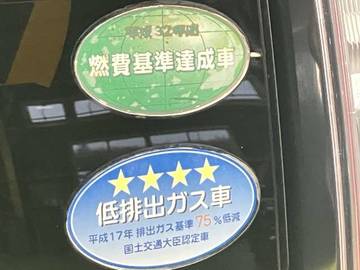 平成32年度
燃費基準達成車
低排出ガス車
平成17年 排出ガス基準 75%低減
国土交通大臣認定車